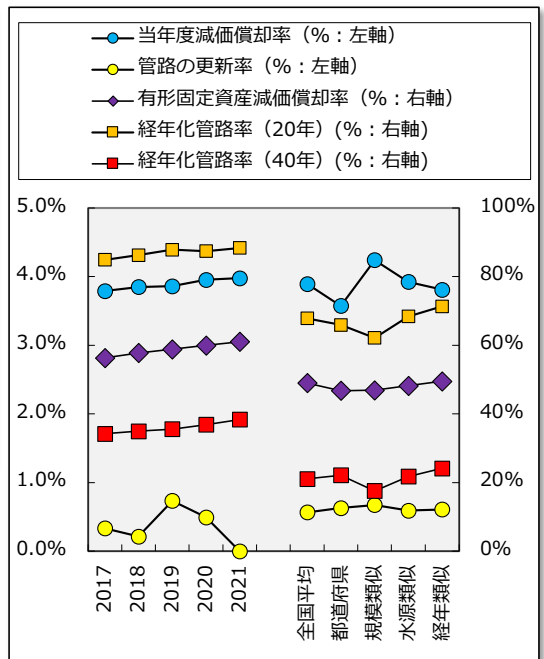 当年度減価償却率（%：左軸）
管路の更新率（%：左軸）
有形固定資産減価償却率（%：右軸）
経年化管路率（20年）(%：右軸)
経年化管路率（40年）(%：右軸)
5.0% 100%
4.0% 80%
3.0% 60%
2.0% 40%
1.0% 20%
0.0% 0%
2017
2018
2019
2020
2021
全国平均
都道府県
規模類似
水源類似
経年類似